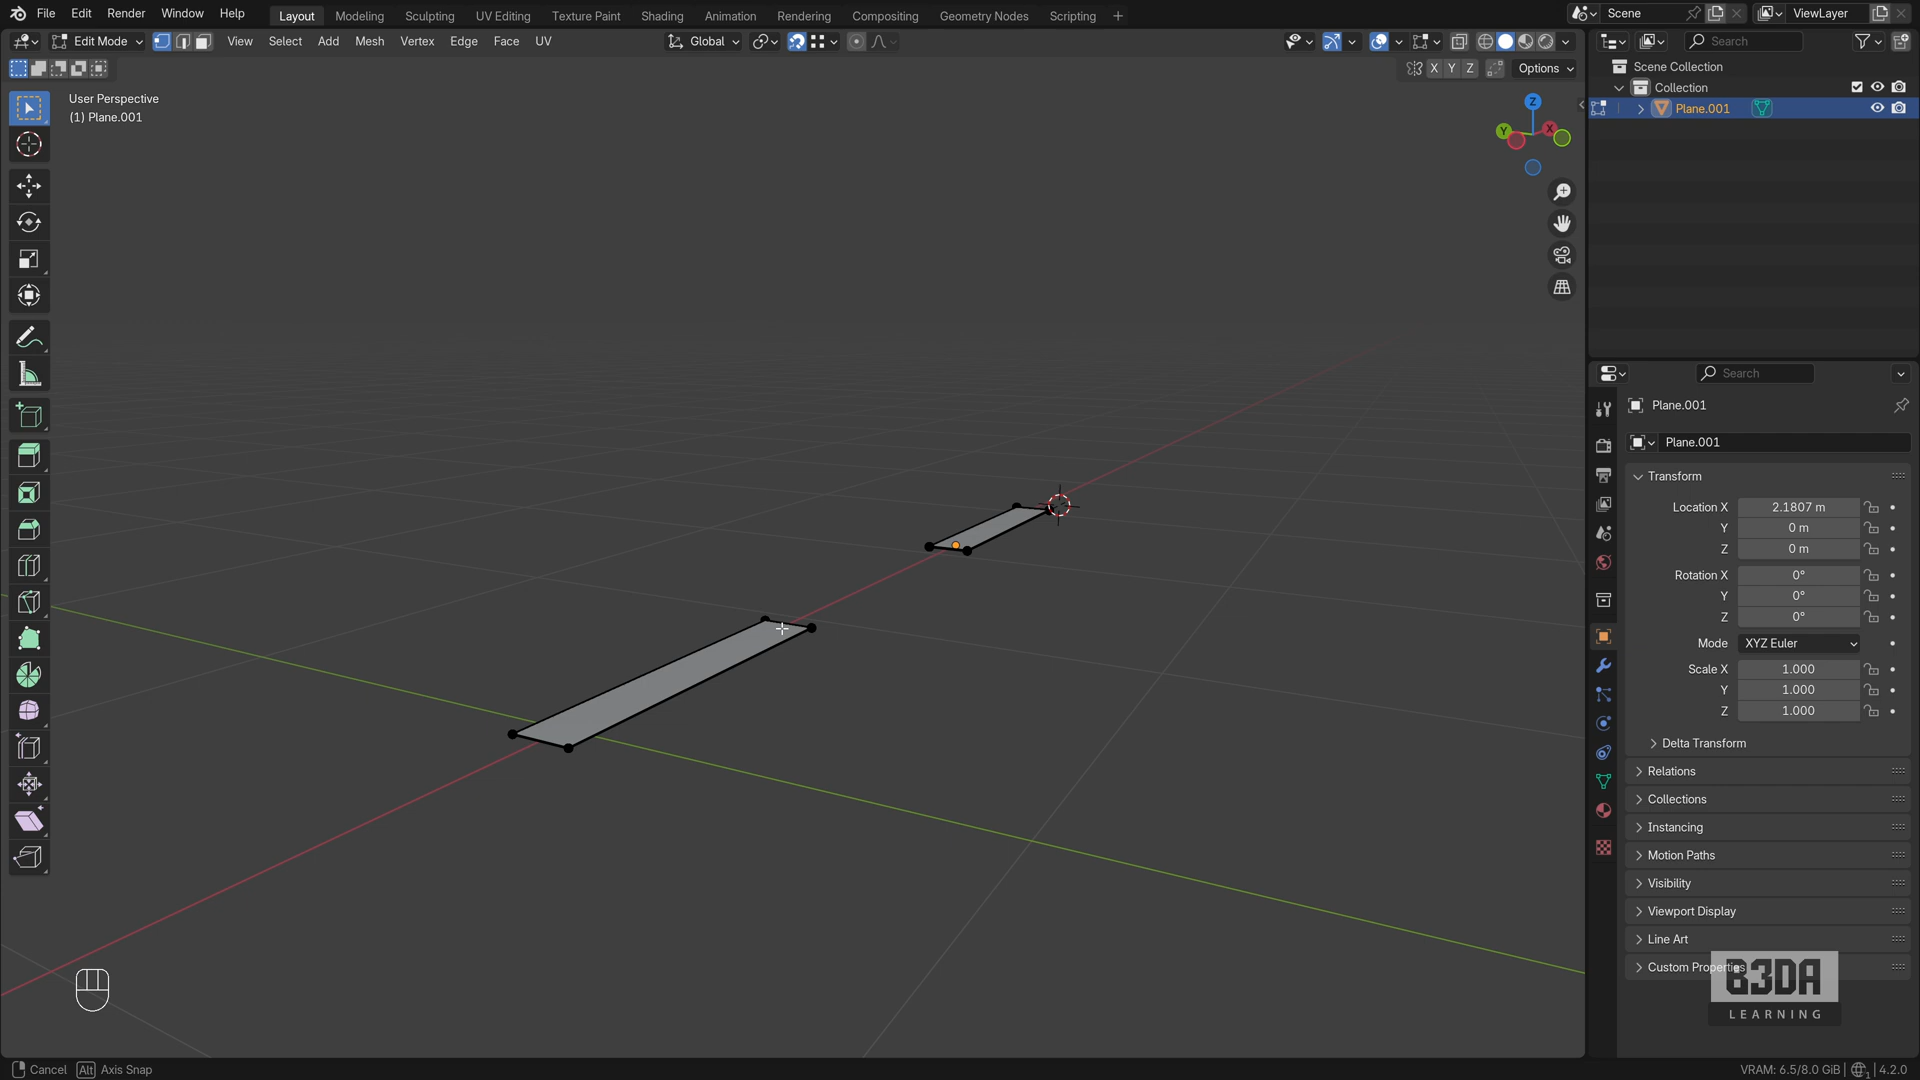 File Edit Render Window Help Layout Modeling Sculpting UV Editing Texture Paint Shading Animation Rendering Compositing Geometry Nodes Scripting + Scene ViewLayer
Edit Mode View Select Add Mesh Vertex Edge Face UV Global Search
X Y Z Options
User Perspective
(1) Plane.001
Z
Y
X
Scene Collection
Collection
Plane.001
Search
Plane.001
Plane.001
Transform
Location X 2.1807 m
Y 0 m
Z 0 m
Rotation X 0°
Y 0°
Z 0°
Mode XYZ Euler
Scale X 1.000
Y 1.000
Z 1.000
Delta Transform
Relations
Collections
Instancing
Motion Paths
Visibility
Viewport Display
Line Art
Custom Properties
B3DA
LEARNING
Cancel Alt Axis Snap VRAM: 6.5/8.0 GiB 1 4.2.0